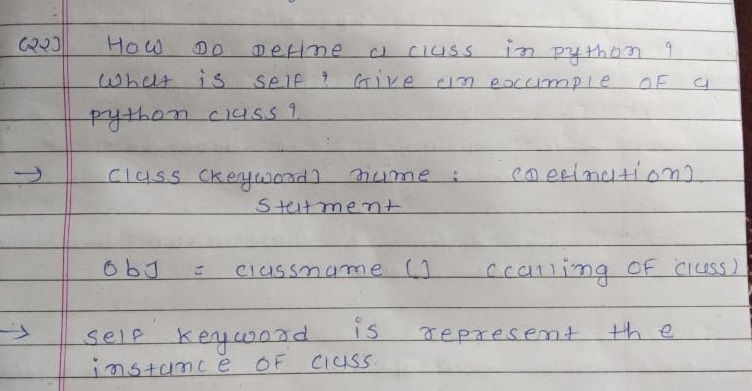 (22) How Do Define a class in python ?
what is self ? Give an example of a
python class ?
→ class (keyword) name : (Defination)
statment
obj = classname () (calling of class)
→ self keyword is represent the
instance of class.